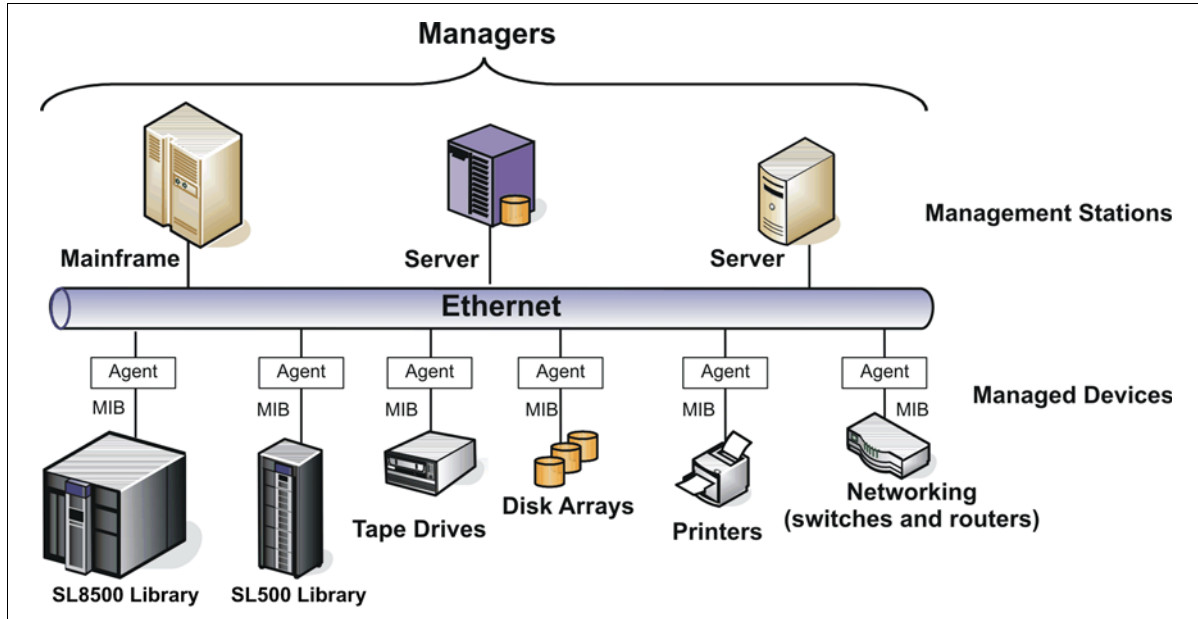 Managers
Management Stations
Mainframe
Server
Server
Ethernet
Agent
Agent
Agent
Agent
Agent
Agent
Managed Devices
MIB
MIB
MIB
MIB
MIB
MIB
Tape Drives
Disk Arrays
Printers
Networking
(switches and routers)
SL8500 Library
SL500 Library